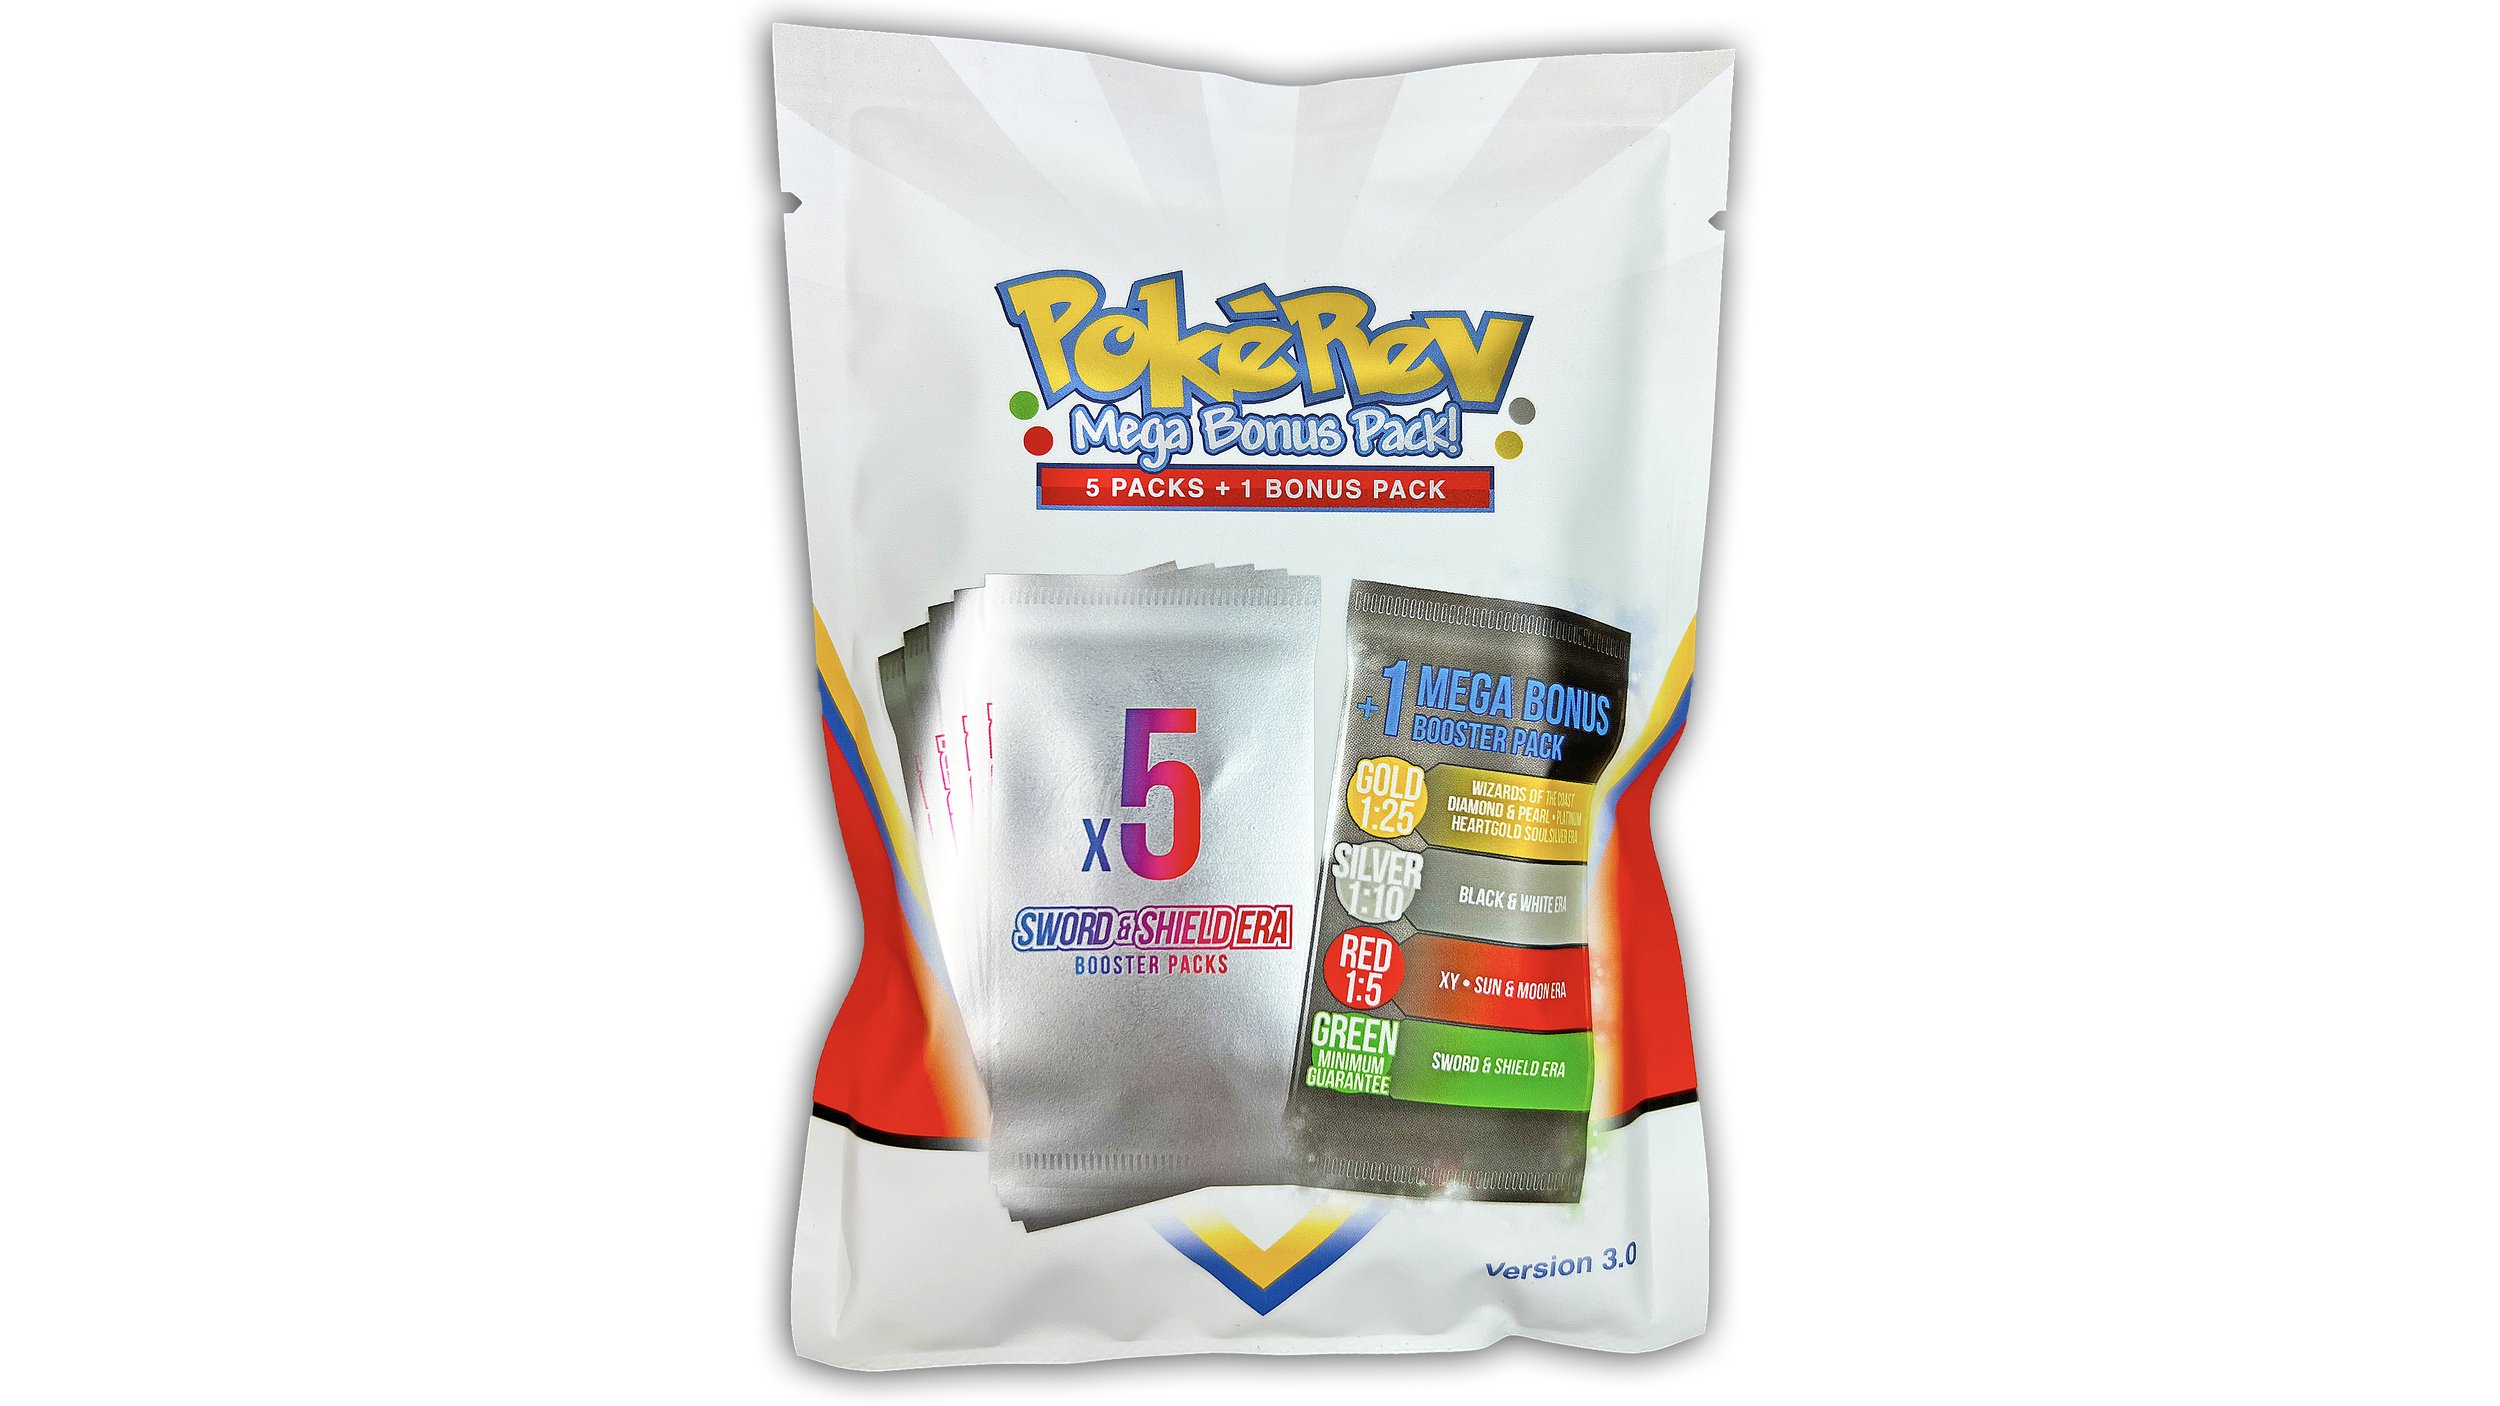 PokéRev
Mega Bonus Pack!
5 PACKS + 1 BONUS PACK
x5
SWORD & SHIELD ERA
BOOSTER PACKS
+1 MEGA BONUS
BOOSTER PACK
GOLD
1:25
WIZARDS OF THE COAST
DIAMOND & PEARL • PLATINUM
HEARTGOLD SOULSILVER ERA
SILVER
1:10
BLACK & WHITE ERA
RED
1:5
XY • SUN & MOON ERA
GREEN
MINIMUM
GUARANTEE
SWORD & SHIELD ERA
Version 3.0